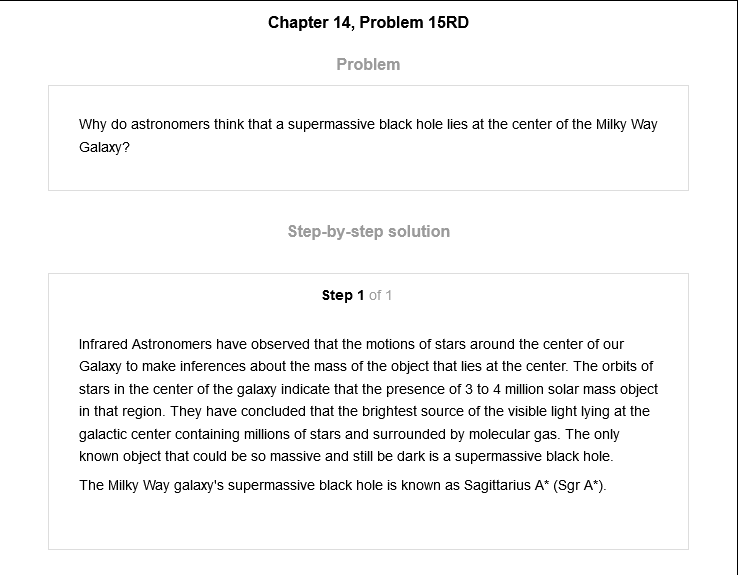 Chapter 14, Problem 15RD
Problem
Why do astronomers think that a supermassive black hole lies at the center of the Milky Way
Galaxy?
Step-by-step solution
Step 1 of 1
Infrared Astronomers have observed that the motions of stars around the center of our
Galaxy to make inferences about the mass of the object that lies at the center. The orbits of
stars in the center of the galaxy indicate that the presence of 3 to 4 million solar mass object
in that region. They have concluded that the brightest source of the visible light lying at the
galactic center containing millions of stars and surrounded by molecular gas. The only
known object that could be so massive and still be dark is a supermassive black hole.
The Milky Way galaxy's supermassive black hole is known as Sagittarius A* (Sgr A*).